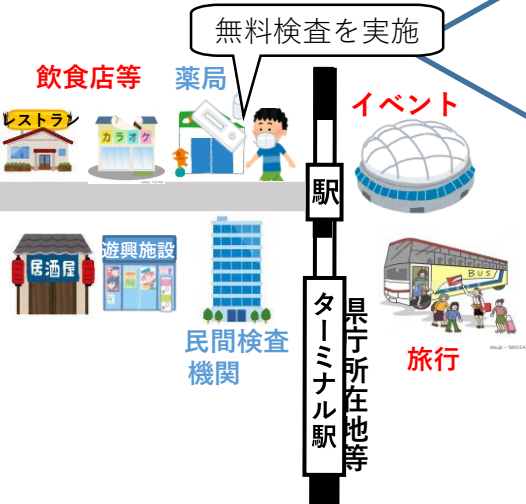 無料検査を実施
飲食店等
薬局
イベント
レストラン
カラオケ
駅
居酒屋
遊興施設
BUS
民間検査
機関
ターミナル駅
県庁所在地等
旅行